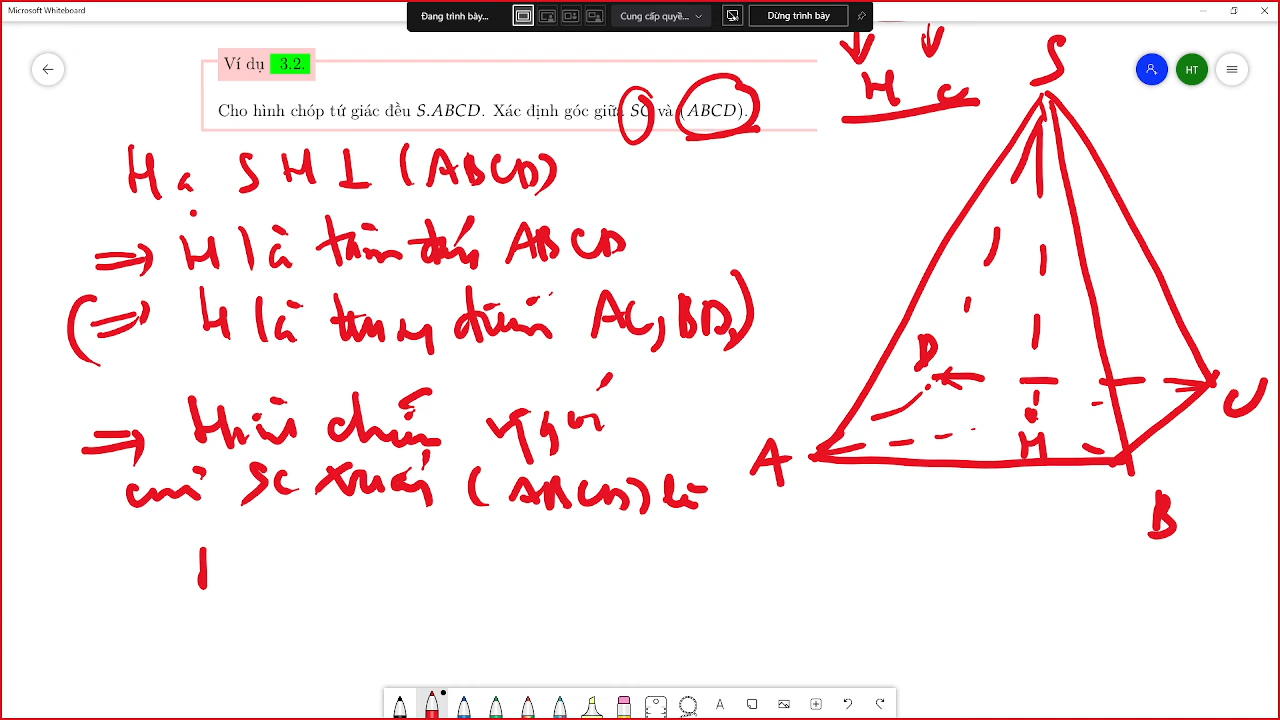 Microsoft Whiteboard
Đang trình bày...
Cung cấp quyề...
Dừng trình bày
HT
Ví dụ 3.2.
Cho hình chóp tứ giác đều S.ABCD. Xác định góc giữa SC và (ABCD).
H C
S
Hạ SH ⊥ (ABCD)
⇒ H là tâm đáy ABCD
(⇒ H là trung điểm AC, BD)
⇒ Hình chiếu vuông góc
của SC xuống (ABCD) là
D
C
A
H
B
A